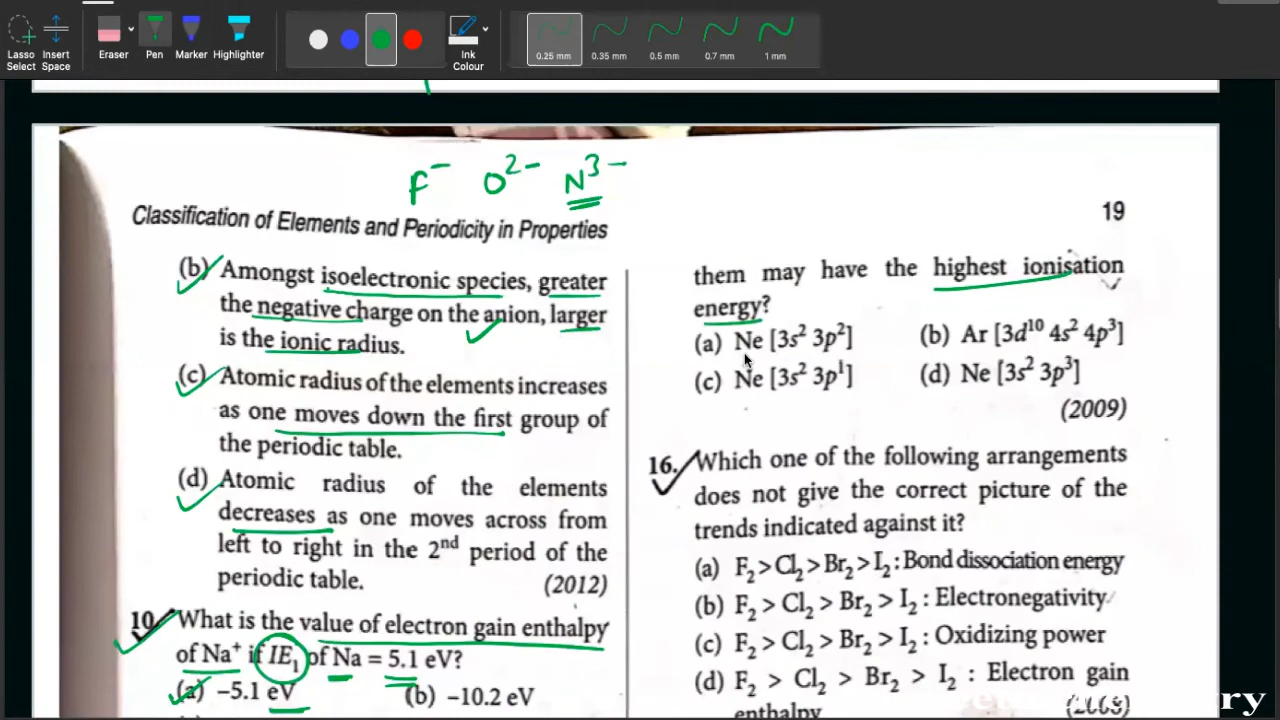 Lasso Select
Insert Space
Eraser
Pen
Marker
Highlighter
Ink Colour
0.25 mm
0.35 mm
0.5 mm
0.7 mm
1 mm
F⁻ O²⁻ N³⁻
Classification of Elements and Periodicity in Properties
(b) Amongst isoelectronic species, greater
the negative charge on the anion, larger
is the ionic radius.
(c) Atomic radius of the elements increases
as one moves down the first group of
the periodic table.
(d) Atomic radius of the elements
decreases as one moves across from
left to right in the 2ⁿᵈ period of the
periodic table. (2012)
10. What is the value of electron gain enthalpy
of Na⁺ if IE₁ of Na = 5.1 eV?
(a) –5.1 eV (b) –10.2 eV
19
them may have the highest ionisation
energy?
(a) Ne [3s² 3p²] (b) Ar [3d¹⁰ 4s² 4p³]
(c) Ne [3s² 3p¹] (d) Ne [3s² 3p³]
(2009)
16. Which one of the following arrangements
does not give the correct picture of the
trends indicated against it?
(a) F₂ > Cl₂ > Br₂ > I₂ : Bond dissociation energy
(b) F₂ > Cl₂ > Br₂ > I₂ : Electronegativity
(c) F₂ > Cl₂ > Br₂ > I₂ : Oxidizing power
(d) F₂ > Cl₂ > Br₂ > I₂ : Electron gain
enthalpy